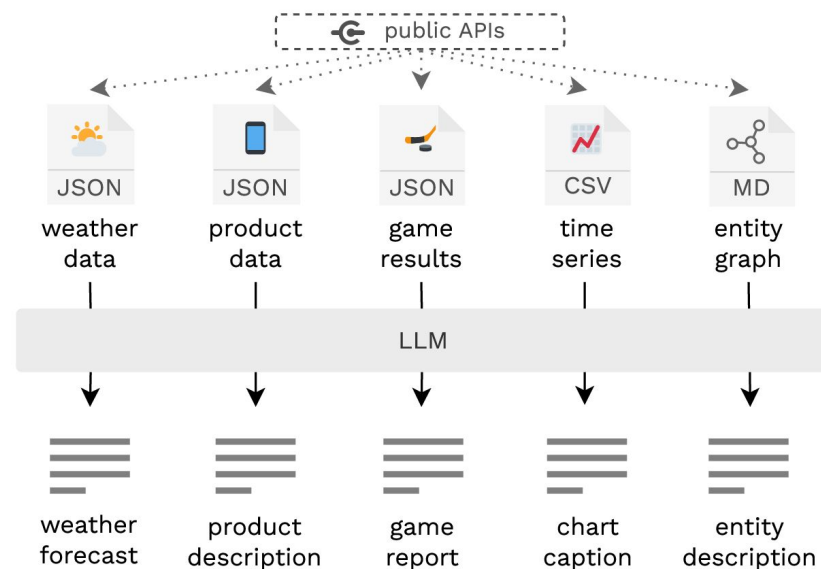 public APIs
JSON
JSON
JSON
CSV
MD
weather
data
product
data
game
results
time
series
entity
graph
LLM
weather
forecast
product
description
game
report
chart
caption
entity
description